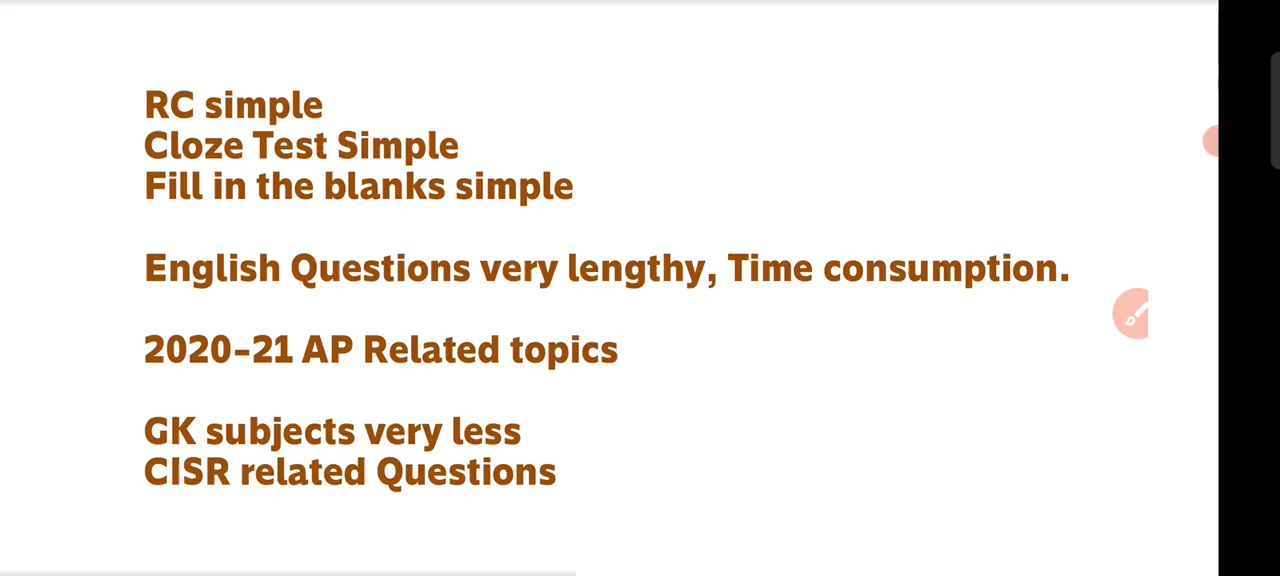 RC simple
Cloze Test Simple
Fill in the blanks simple
English Questions very lengthy, Time consumption.
2020-21 AP Related topics
GK subjects very less
CISR related Questions